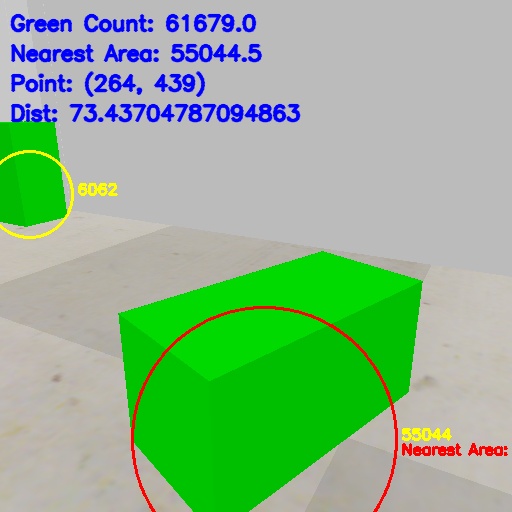 Green Count: 61679.0
Nearest Area: 55044.5
Point: (264, 439)
Dist: 73.43704787094863
6062
55044
Nearest Area: